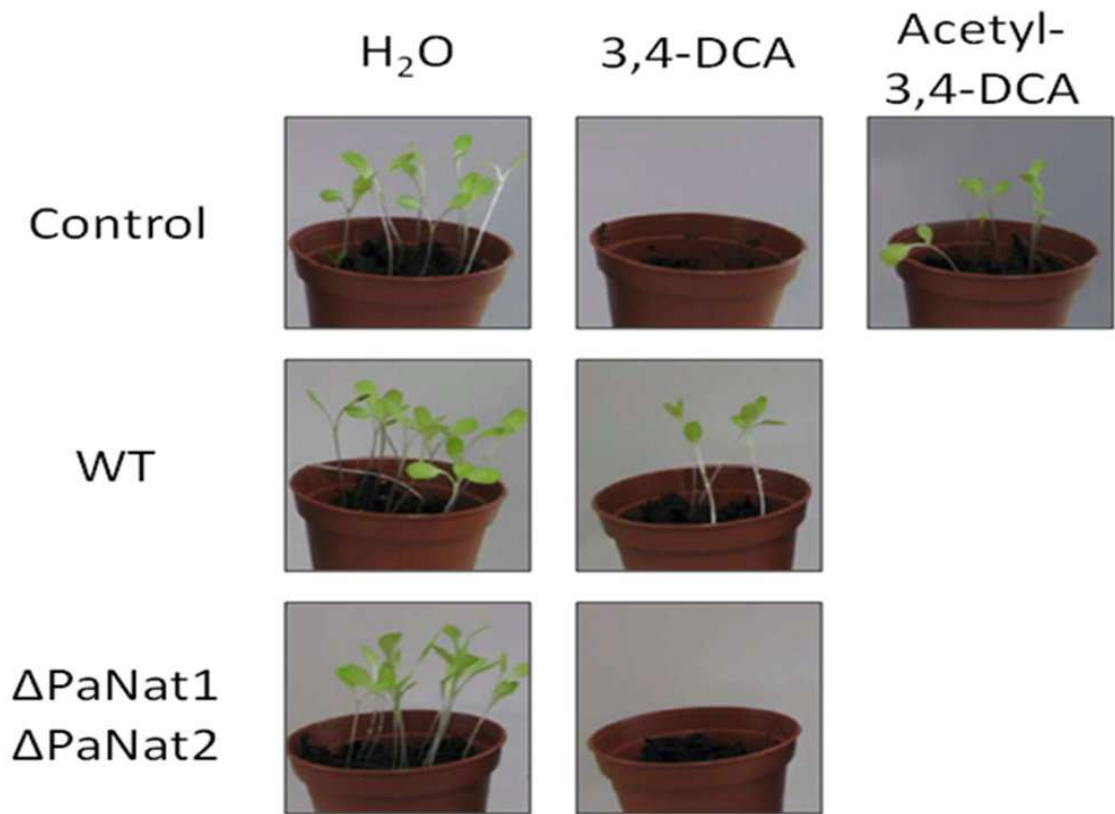 H₂O
3,4-DCA
Acetyl-
3,4-DCA
Control
WT
ΔPaNat1
ΔPaNat2